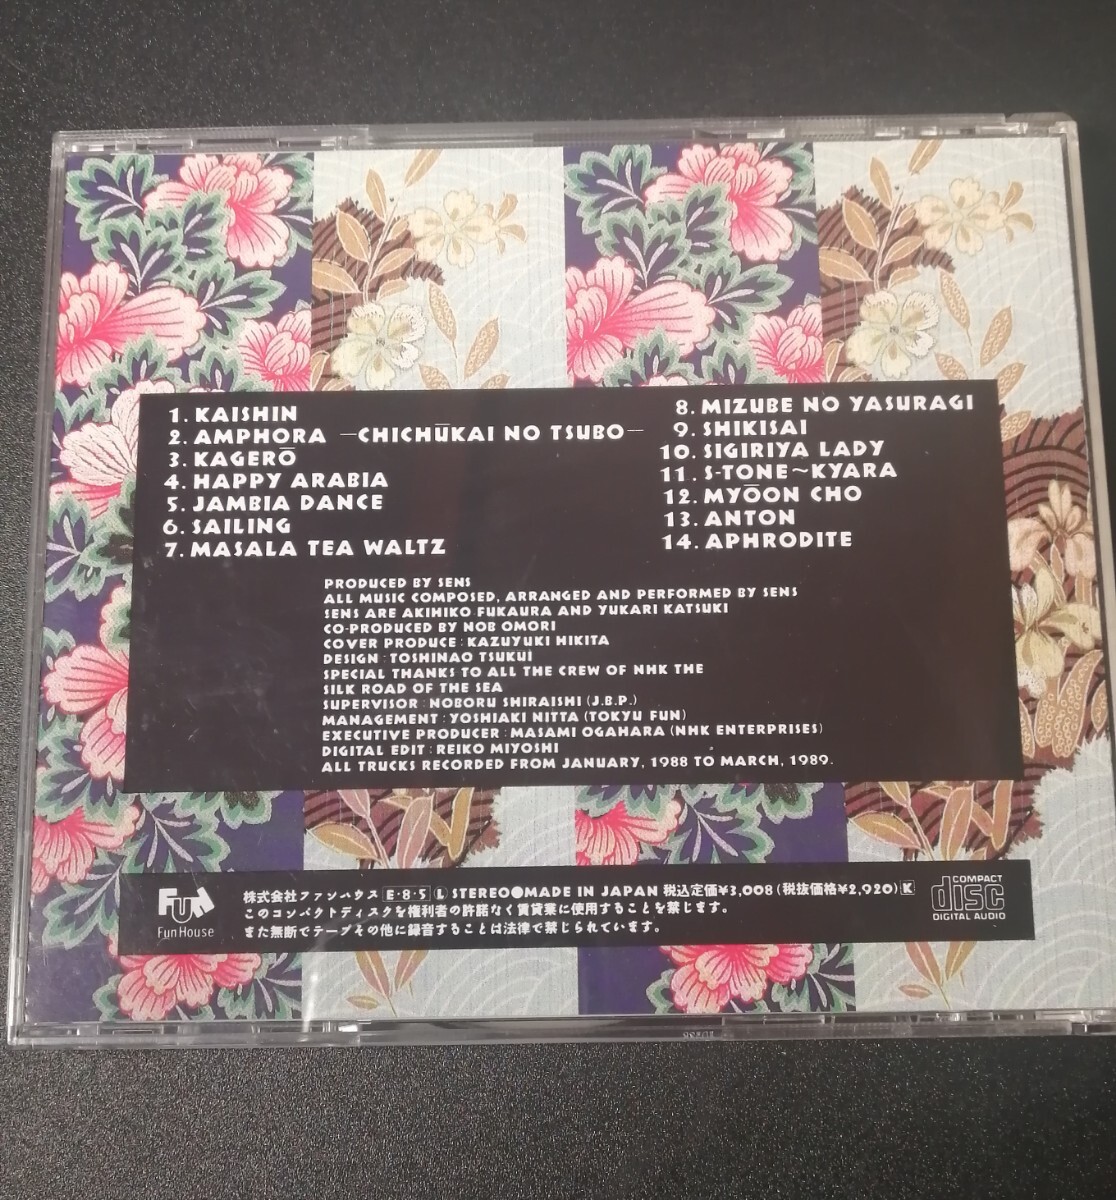 1. KAISHIN
2. AMPHORA —CHICHŪKAI NO TSUBO—
3. KAGERŌ
4. HAPPY ARABIA
5. JAMBIA DANCE
6. SAILING
7. MASALA TEA WALTZ
8. MIZUBE NO YASURAGI
9. SHIKISAI
10. SIGIRIYA LADY
11. S-TONE~KYARA
12. MYŌON CHO
13. ANTON
14. APHRODITE
PRODUCED BY SENS
ALL MUSIC COMPOSED, ARRANGED AND PERFORMED BY SENS
SENS ARE AKIHIKO FUKAURA AND YUKARI KATSUKI
CO-PRODUCED BY NOB OMORI
COVER PRODUCE : KAZUYUKI HIKITA
DESIGN : TOSHINAO TSUKUI
SPECIAL THANKS TO ALL THE CREW OF NHK THE
SILK ROAD OF THE SEA
SUPERVISOR : NOBORU SHIRAISHI (J.B.P.)
MANAGEMENT : YOSHIAKI NITTA (TOKYU FUN)
EXECUTIVE PRODUCER : MASAMI OGAHARA (NHK ENTERPRISES)
DIGITAL EDIT : REIKO MIYOSHI
ALL TRUCKS RECORDED FROM JANUARY, 1988 TO MARCH, 1989.
FUN
Fun House
株式会社ファンハウス E・8・5 Ⓛ STEREO●MADE IN JAPAN 税込定価¥3,008(税抜価格¥2,920) K
このコンパクトディスクを権利者の許諾なく賃貸業に使用することを禁じます。
また無断でテープその他に録音することは法律で禁じられています。
COMPACT
disc
DIGITAL AUDIO